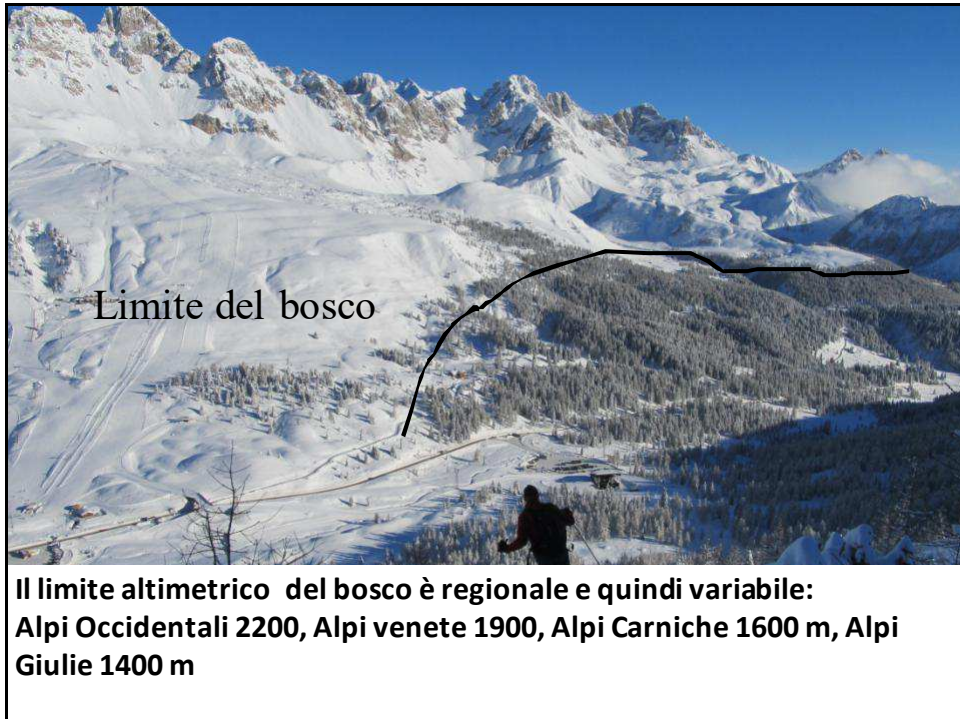 Limite del bosco
Il limite altimetrico del bosco è regionale e quindi variabile:
Alpi Occidentali 2200, Alpi venete 1900, Alpi Carniche 1600 m, Alpi
Giulie 1400 m